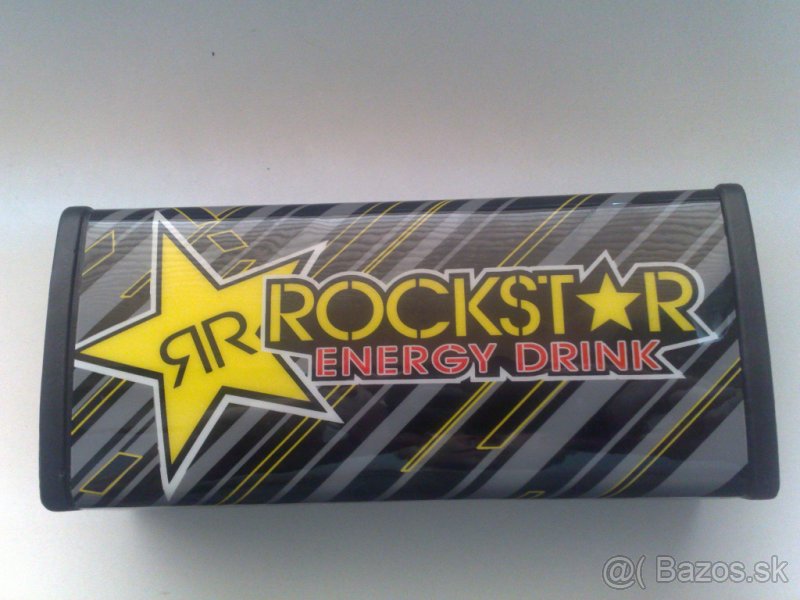 RR
ROCKSTAR
ENERGY DRINK
@( Bazos.sk